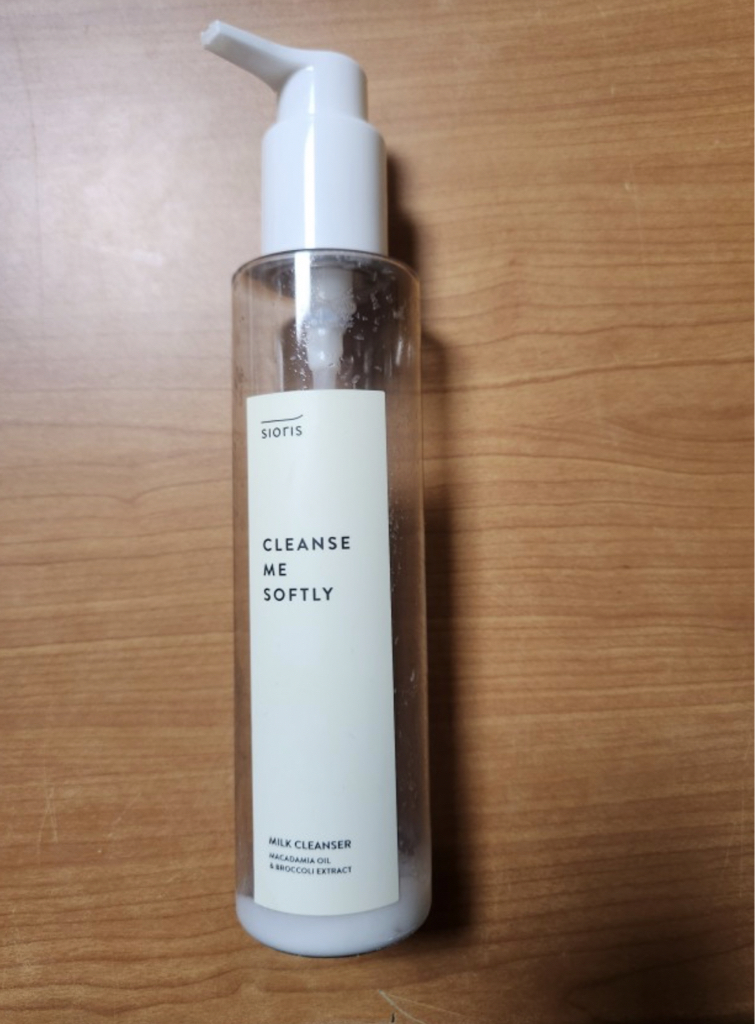 sioris
CLEANSE
ME
SOFTLY
MILK CLEANSER
MACADAMIA OIL
& BROCCOLI EXTRACT